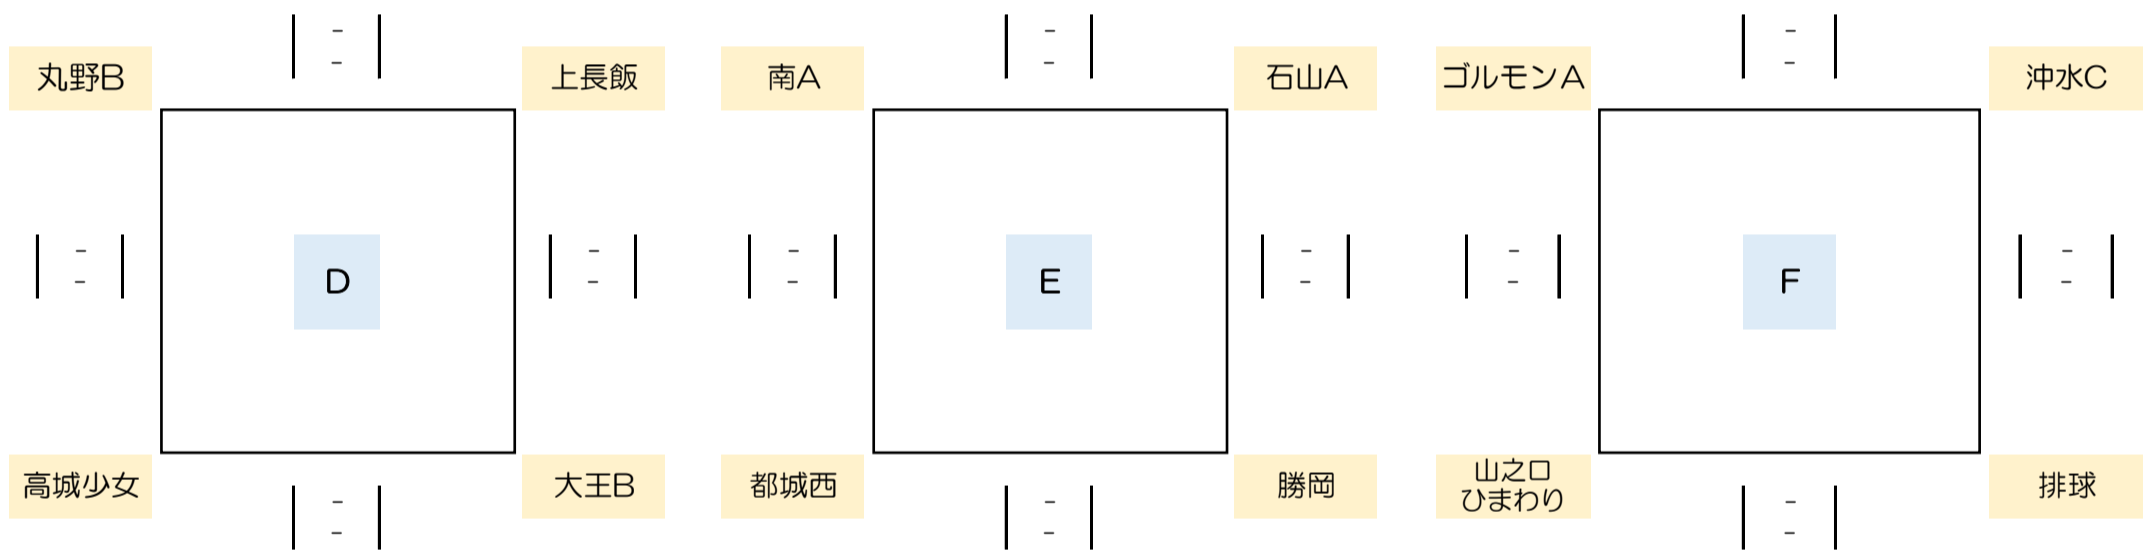 丸野B
上長飯
D
高城少女
大王B
南A
石山A
E
都城西
勝岡
ゴルモンA
沖水C
F
山之口
ひまわり
排球